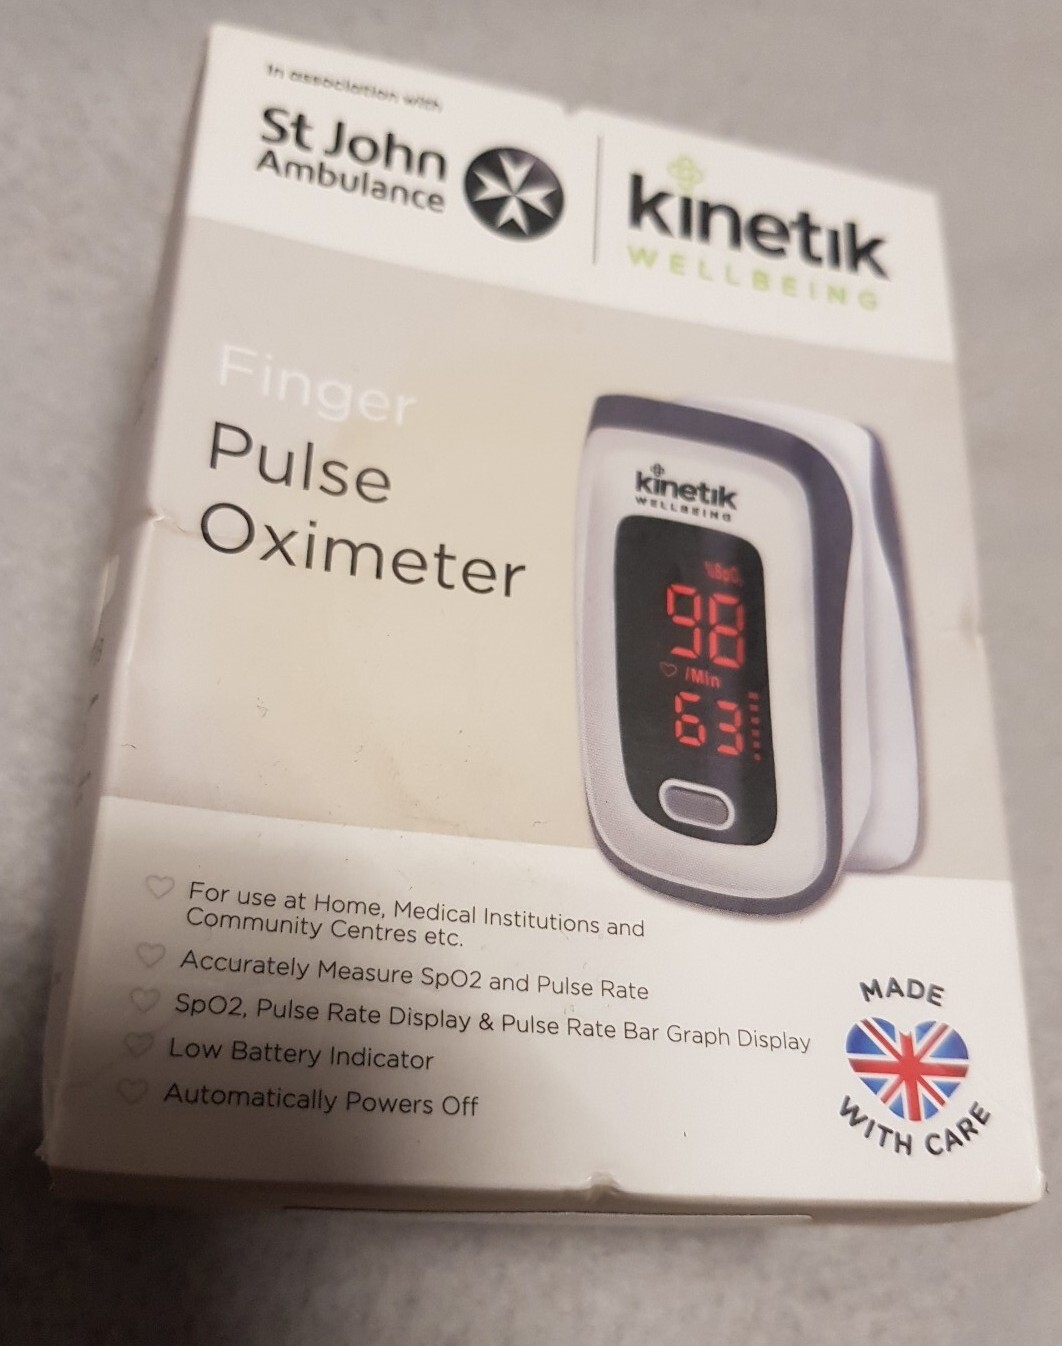 In association with
St John
Ambulance
kinetik
WELLBEING
Finger
Pulse
Oximeter
kinetik
WELLBEING
%SpO2
98
/Min
63
For use at Home, Medical Institutions and
Community Centres etc.
Accurately Measure SpO2 and Pulse Rate
SpO2, Pulse Rate Display & Pulse Rate Bar Graph Display
Low Battery Indicator
Automatically Powers Off
MADE
WITH CARE